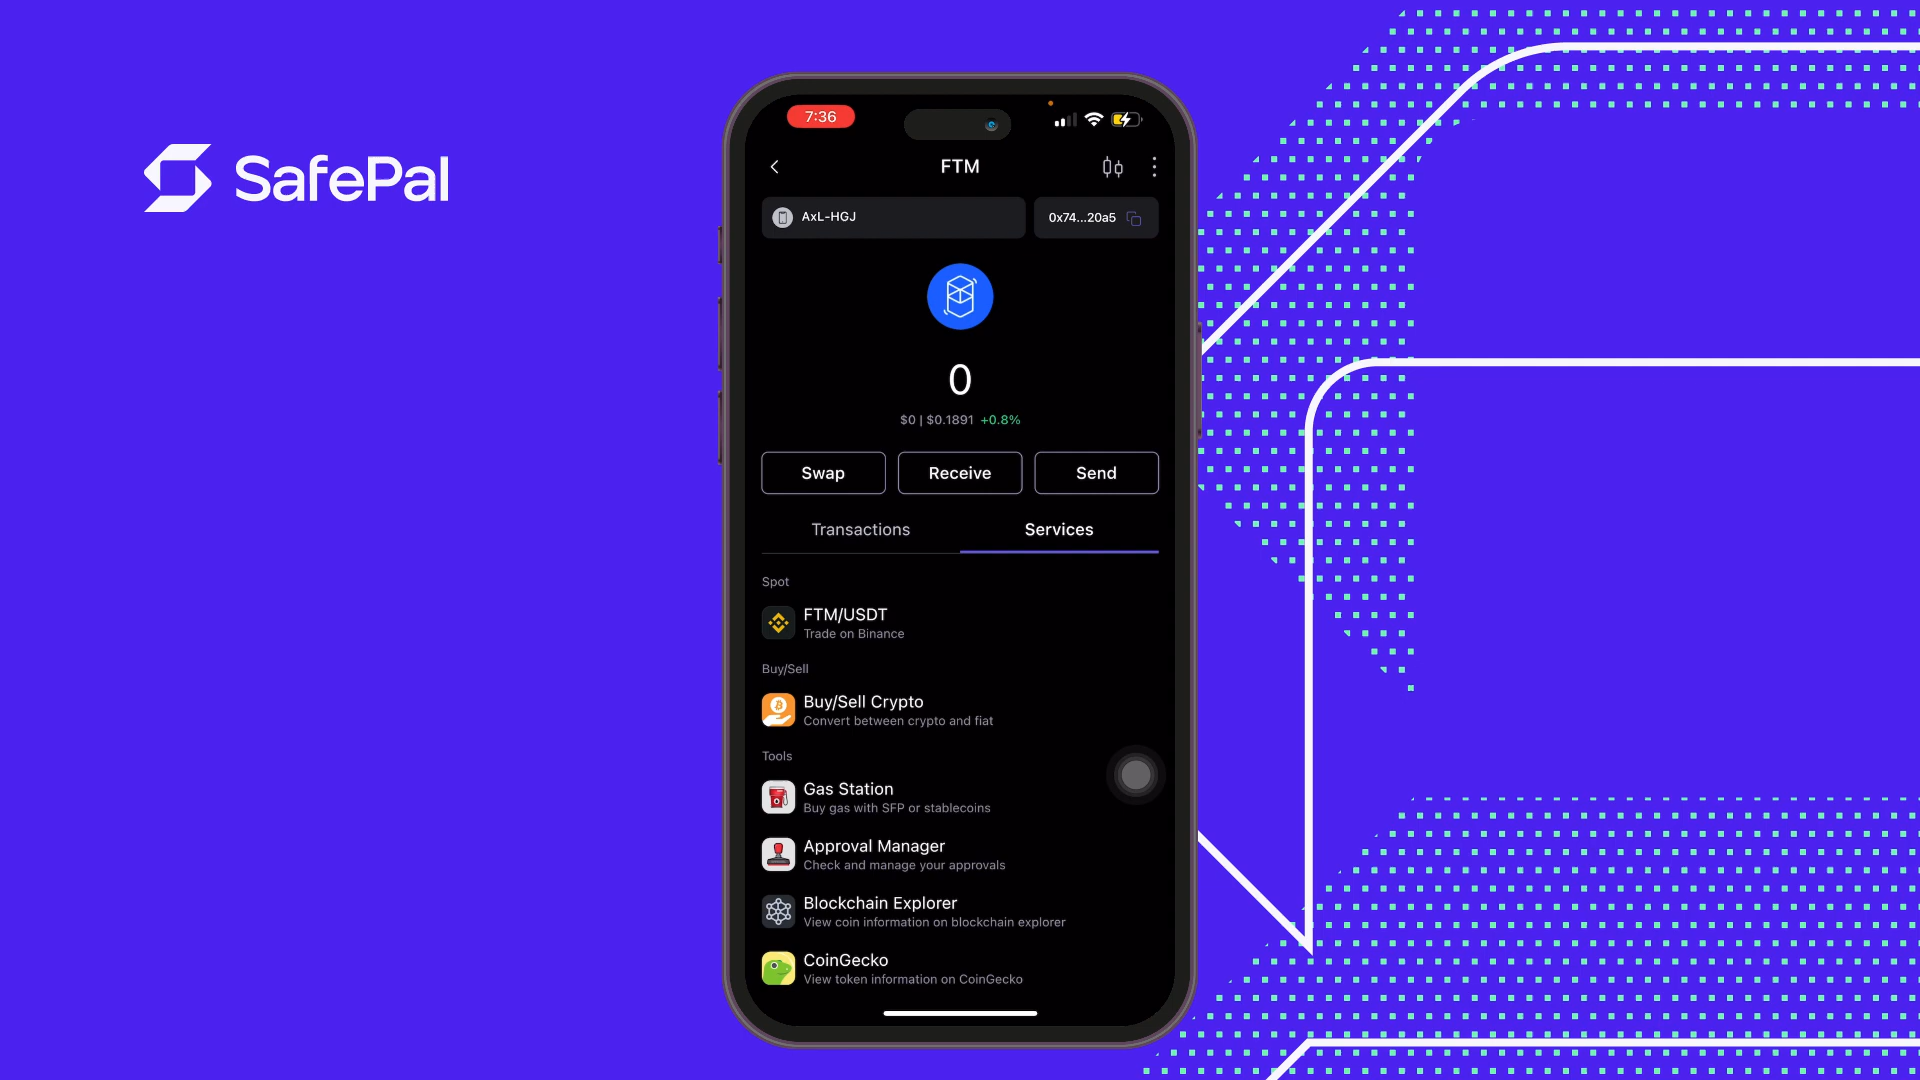 SafePal
7:36
FTM
AxL-HGJ
0x74...20a5
0
$0 | $0.1891 +0.8%
Swap
Receive
Send
Transactions
Services
Spot
FTM/USDT
Trade on Binance
Buy/Sell
Buy/Sell Crypto
Convert between crypto and fiat
Tools
Gas Station
Buy gas with SFP or stablecoins
Approval Manager
Check and manage your approvals
Blockchain Explorer
View coin information on blockchain explorer
CoinGecko
View token information on CoinGecko